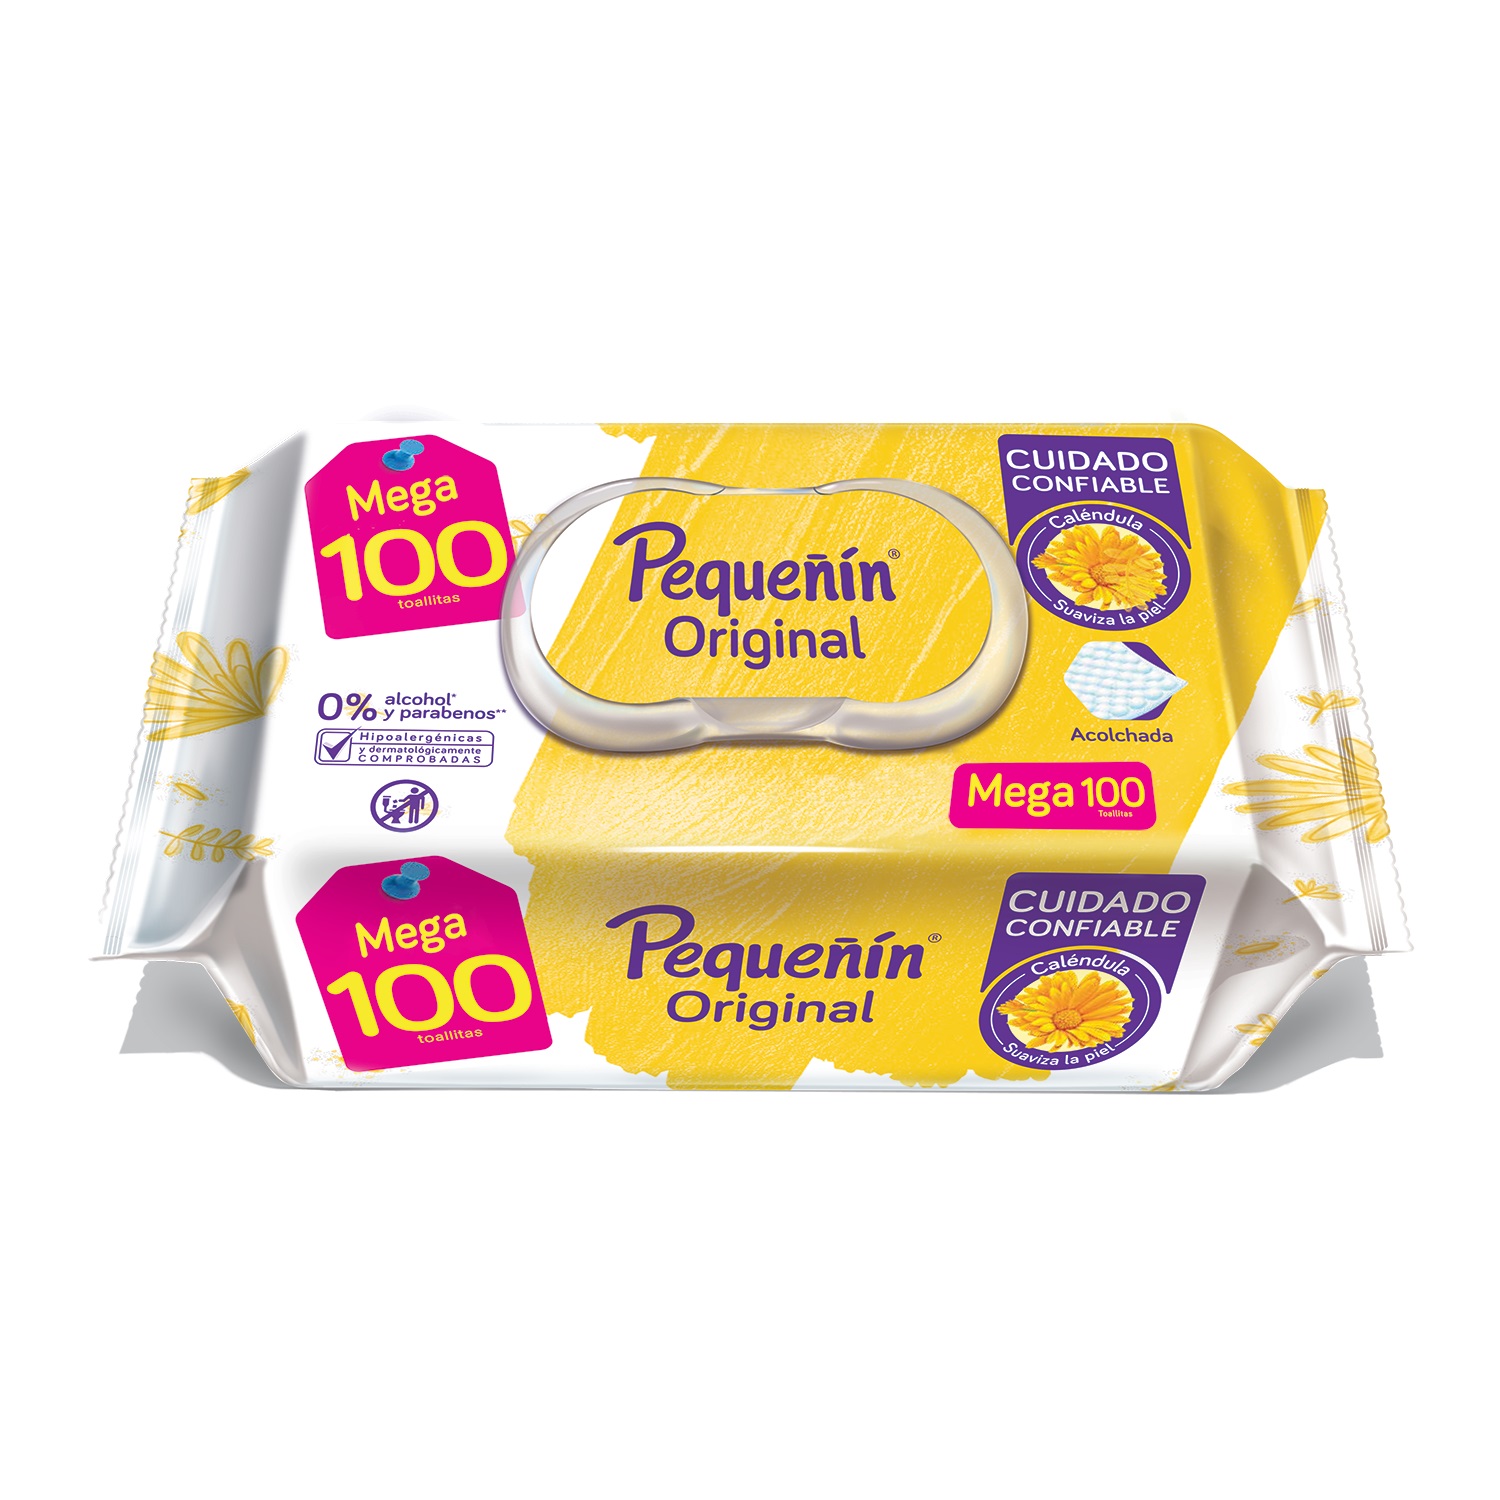 Mega
100
toallitas
0% alcohol*
y parabenos**
Hipoalergénicas
y dermatológicamente
COMPROBADAS
Pequeñín®
Original
CUIDADO
CONFIABLE
Caléndula
Suaviza la piel
Acolchada
Mega 100
Toallitas
Mega
100
toallitas
Pequeñín®
Original
CUIDADO
CONFIABLE
Caléndula
Suaviza la piel